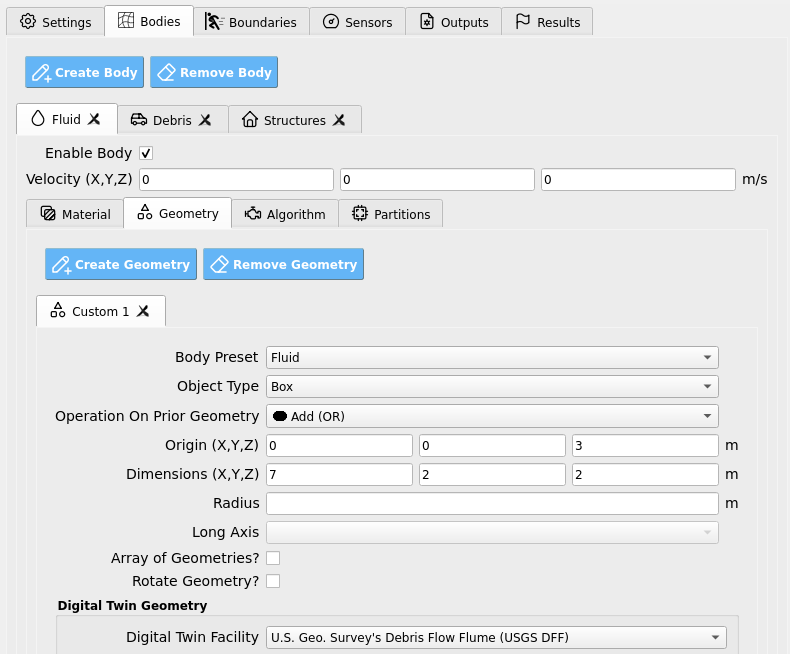 Settings Bodies Boundaries Sensors Outputs Results
Create Body Remove Body
Fluid Debris Structures
Enable Body
Velocity (X,Y,Z) 0 0 0 m/s
Material Geometry Algorithm Partitions
Create Geometry Remove Geometry
Custom 1
Body Preset Fluid
Object Type Box
Operation On Prior Geometry Add (OR)
Origin (X,Y,Z) 0 0 3 m
Dimensions (X,Y,Z) 7 2 2 m
Radius m
Long Axis
Array of Geometries?
Rotate Geometry?
Digital Twin Geometry
Digital Twin Facility U.S. Geo. Survey's Debris Flow Flume (USGS DFF)